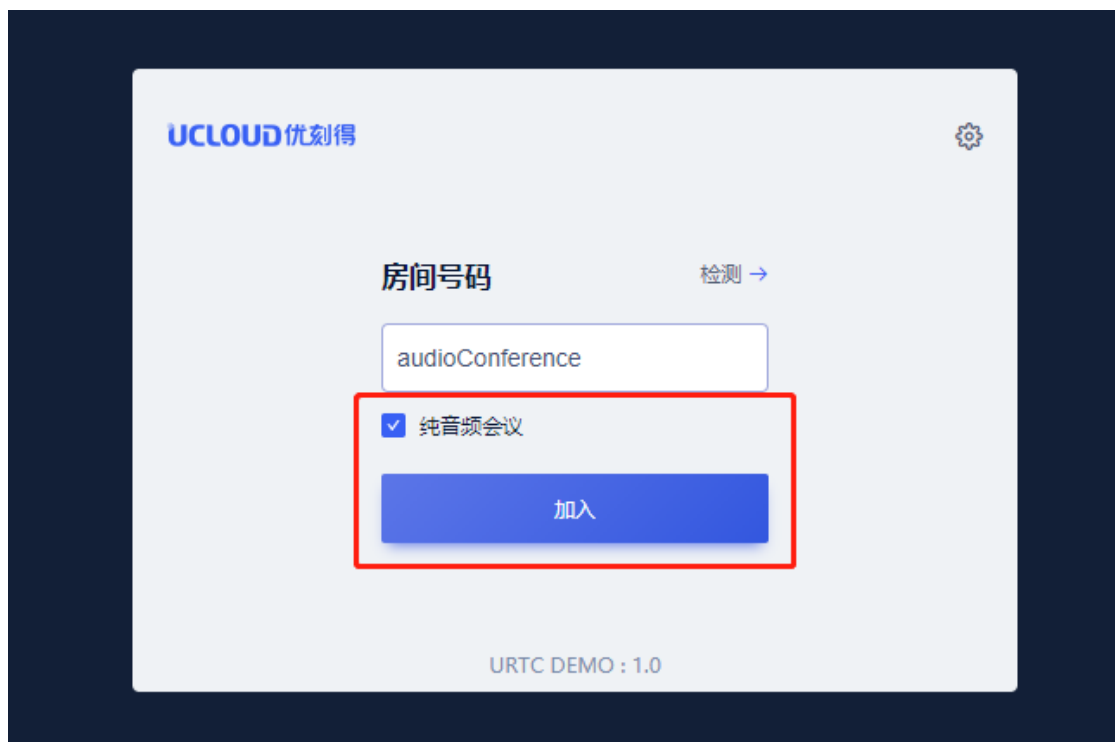 UCLOUD优刻得
房间号码
检测 →
audioConference
纯音频会议
加入
URTC DEMO : 1.0